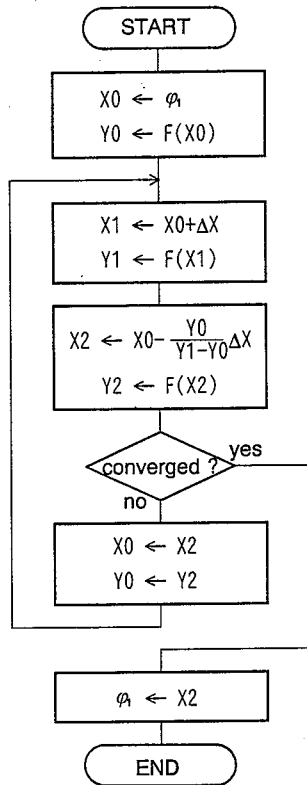 START
X0 ← φ₁
Y0 ← F(X0)
X1 ← X0+ΔX
Y1 ← F(X1)
X2 ← X0-\frac{Y0}{Y1-Y0}ΔX
Y2 ← F(X2)
converged ?
yes
no
X0 ← X2
Y0 ← Y2
φ₁ ← X2
END